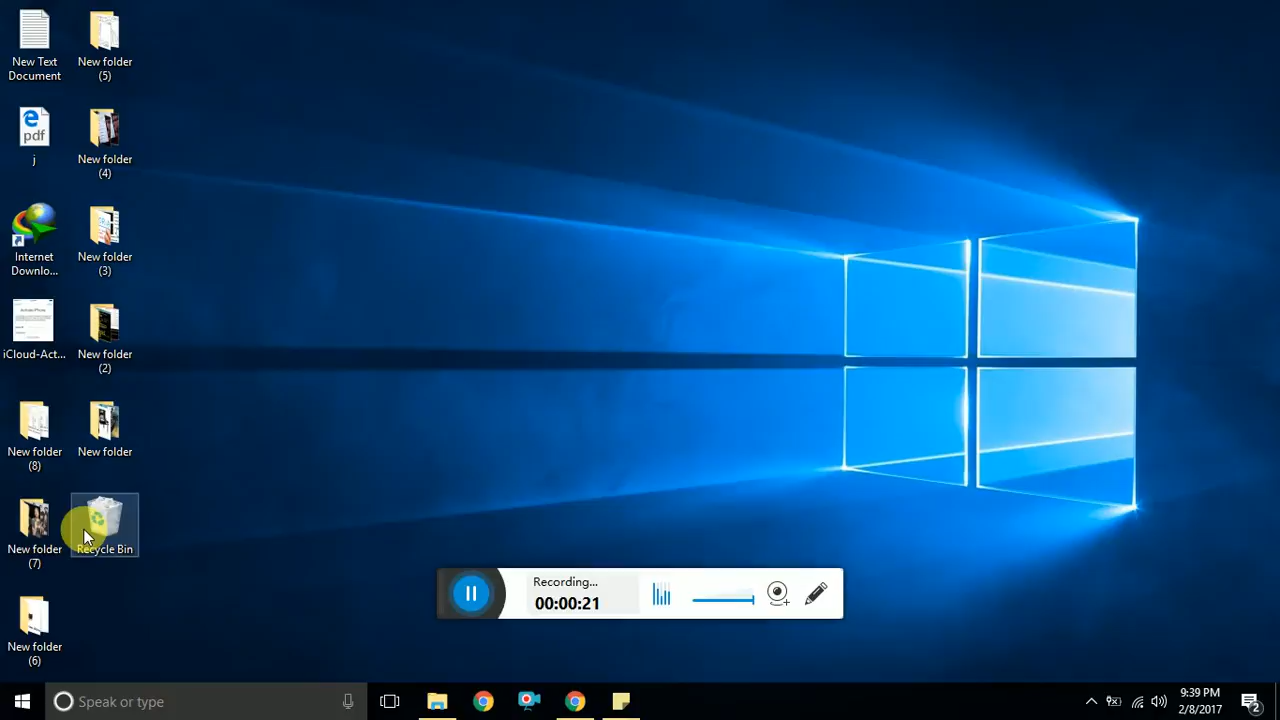 New Text
Document
New folder
(5)
pdf
j
New folder
(4)
Internet
Downlo...
New folder
(3)
iCloud-Act...
New folder
(2)
New folder
(8)
New folder
New folder
(7)
Recycle Bin
New folder
(6)
Recording...
00:00:21
Speak or type
9:39 PM
2/8/2017
2